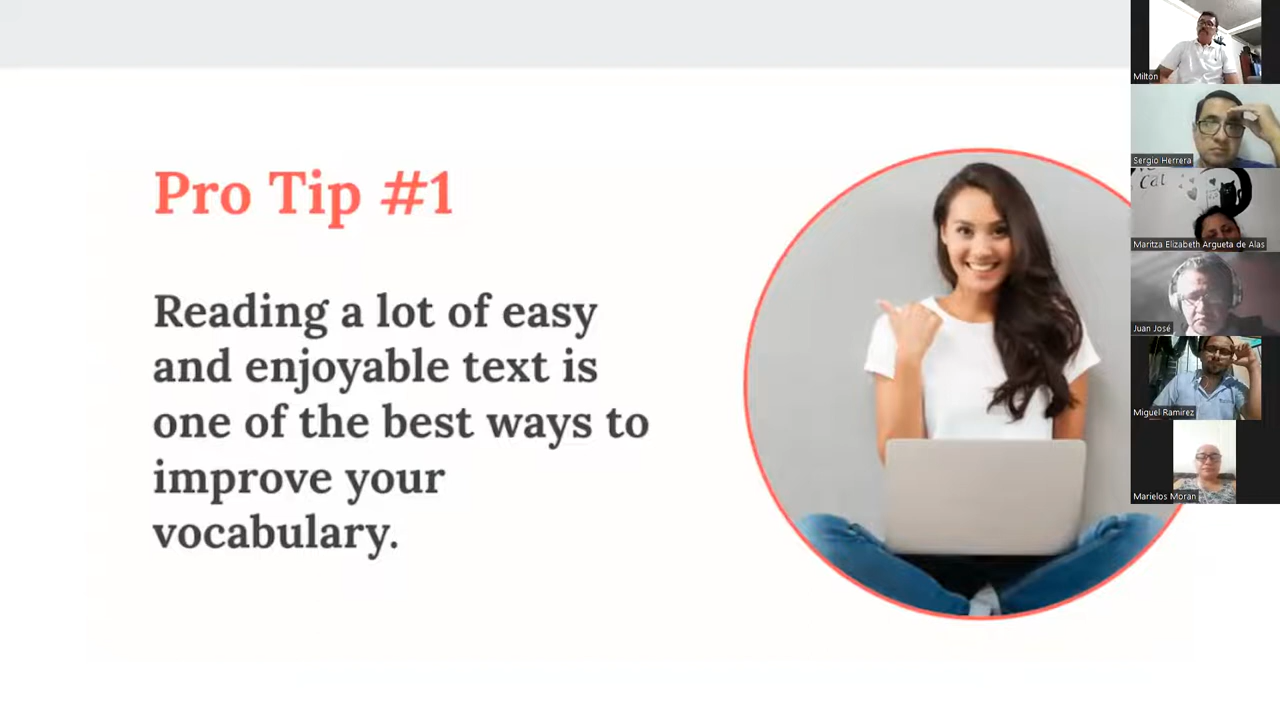 Pro Tip #1
Reading a lot of easy
and enjoyable text is
one of the best ways to
improve your
vocabulary.
Milton
Sergio Herrera
Cat
Maritza Elizabeth Argueta de Alas
Juan José
Miguel Ramirez
Marielos Moran